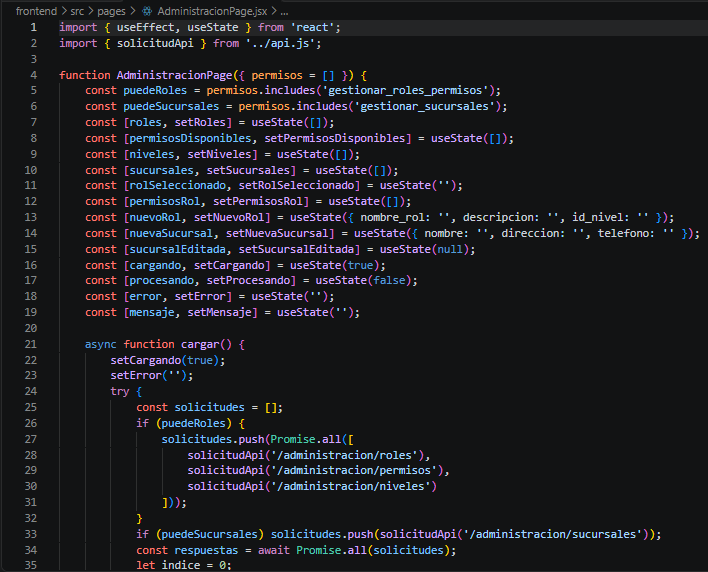 frontend > src > pages > AdministracionPage.jsx > ...
1 import { useEffect, useState } from 'react';
2 import { solicitudApi } from '../api.js';
3
4 function AdministracionPage({ permisos = [] }) {
5 const puedeRoles = permisos.includes('gestionar_roles_permisos');
6 const puedeSucursales = permisos.includes('gestionar_sucursales');
7 const [roles, setRoles] = useState([]);
8 const [permisosDisponibles, setPermisosDisponibles] = useState([]);
9 const [niveles, setNiveles] = useState([]);
10 const [sucursales, setSucursales] = useState([]);
11 const [rolSeleccionado, setRolSeleccionado] = useState('');
12 const [permisosRol, setPermisosRol] = useState([]);
13 const [nuevoRol, setNuevoRol] = useState({ nombre_rol: '', descripcion: '', id_nivel: '' });
14 const [nuevaSucursal, setNuevaSucursal] = useState({ nombre: '', direccion: '', telefono: '' });
15 const [sucursalEditada, setSucursalEditada] = useState(null);
16 const [cargando, setCargando] = useState(true);
17 const [procesando, setProcesando] = useState(false);
18 const [error, setError] = useState('');
19 const [mensaje, setMensaje] = useState('');
20
21 async function cargar() {
22 setCargando(true);
23 setError('');
24 try {
25 const solicitudes = [];
26 if (puedeRoles) {
27 solicitudes.push(Promise.all([
28 solicitudApi('/administracion/roles'),
29 solicitudApi('/administracion/permisos'),
30 solicitudApi('/administracion/niveles')
31 ]));
32 }
33 if (puedeSucursales) solicitudes.push(solicitudApi('/administracion/sucursales'));
34 const respuestas = await Promise.all(solicitudes);
35 let indice = 0;